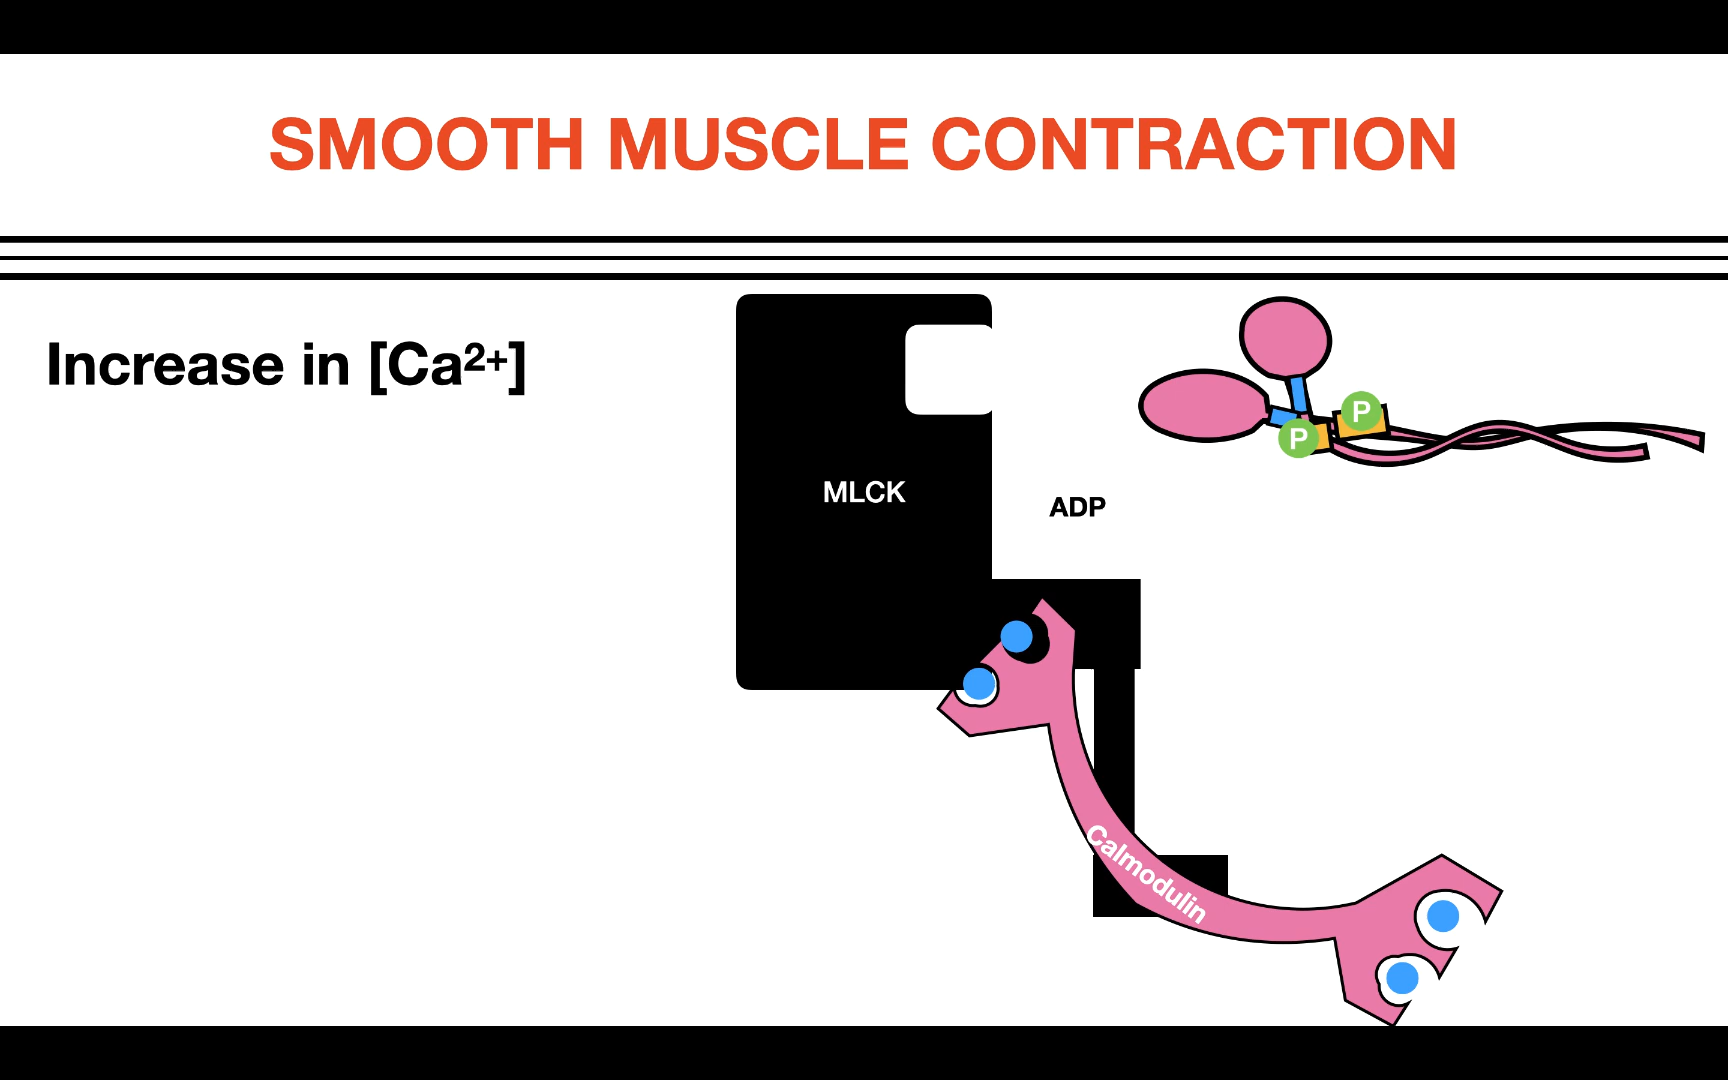 SMOOTH MUSCLE CONTRACTION
Increase in [Ca²⁺]
P
P
MLCK
ADP
Calmodulin